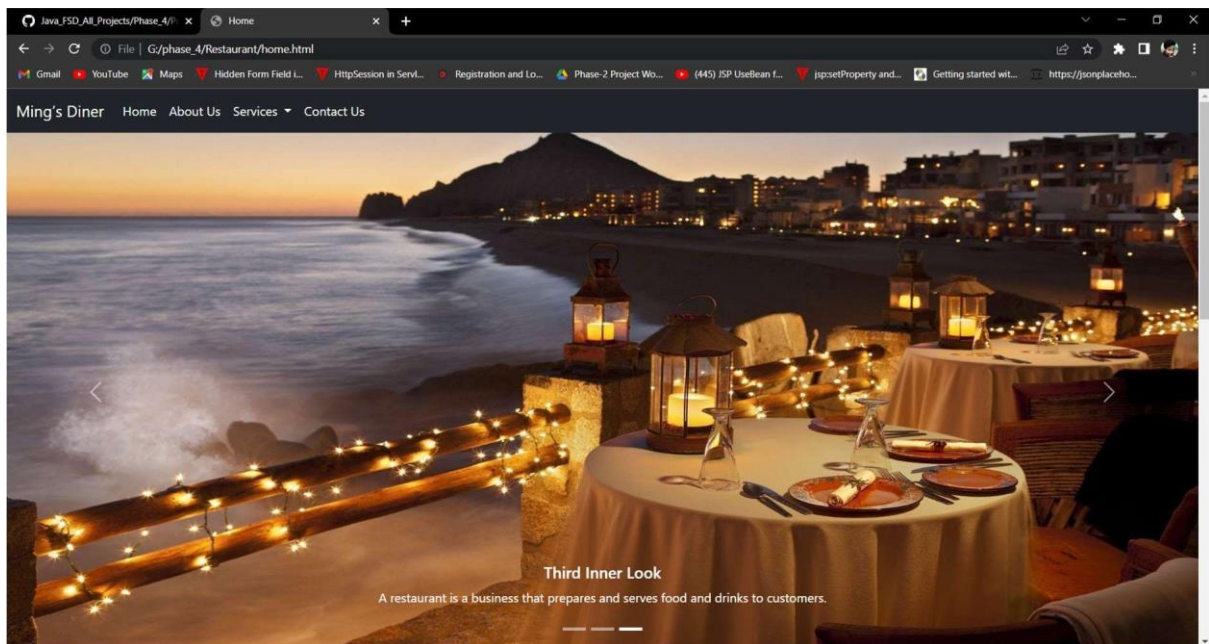 Java_FSD_All_Projects/Phase_4/P
Home
File | G:/phase_4/Restaurant/home.html
Gmail YouTube Maps Hidden Form Field i... HttpSession in Servl... Registration and Lo... Phase-2 Project Wo... (445) JSP UseBean f... jsp:setProperty and... Getting started wit... https://jsonplaceho...
Ming's Diner Home About Us Services Contact Us
Third Inner Look
A restaurant is a business that prepares and serves food and drinks to customers.